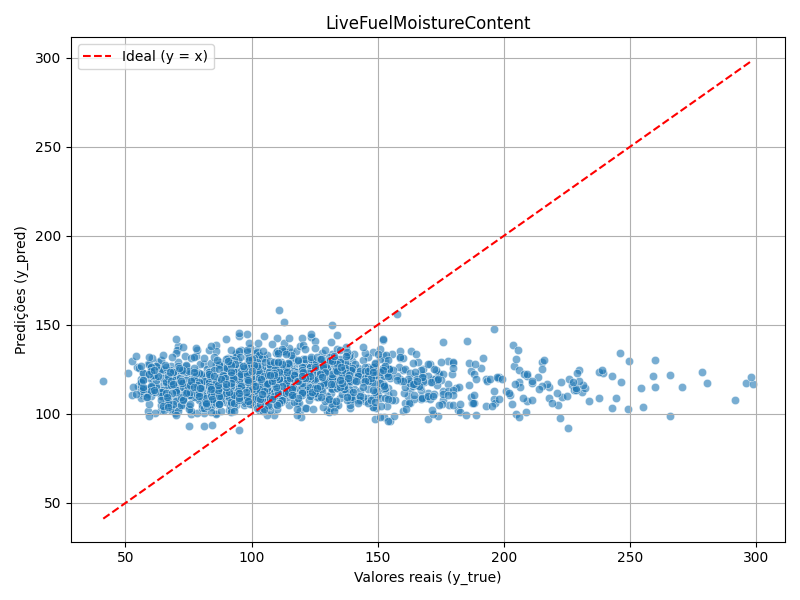 LiveFuelMoistureContent
Ideal (y = x)
300
250
200
150
100
50
Predições (y_pred)
50 100 150 200 250 300
Valores reais (y_true)